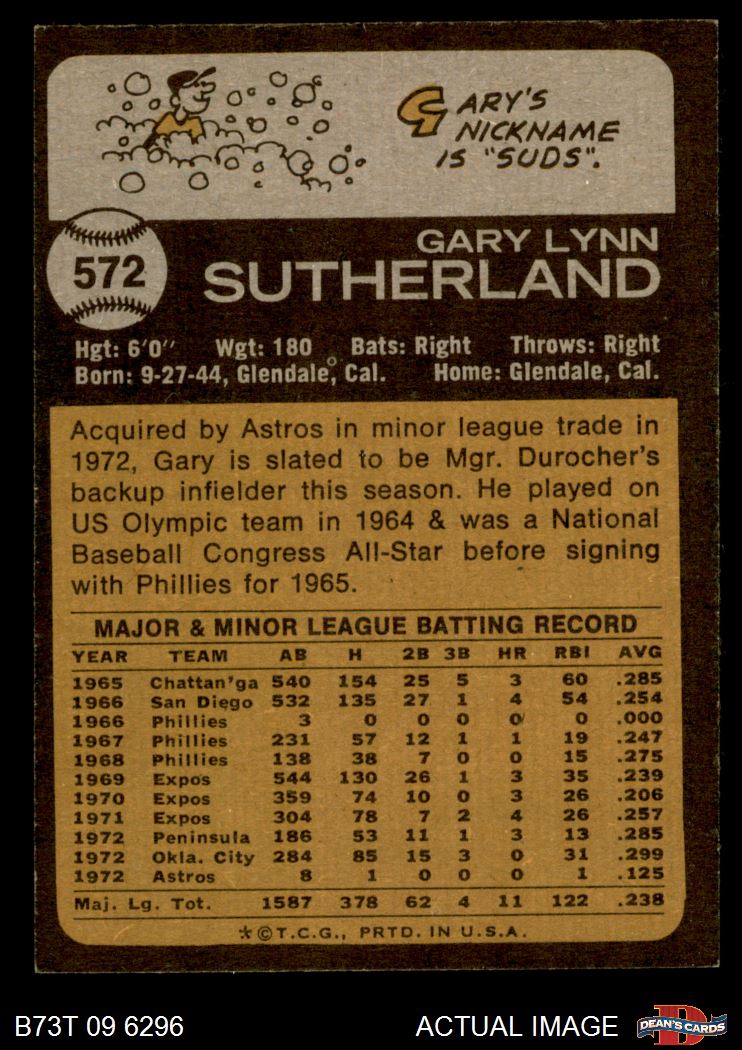 GARY'S
NICKNAME
IS "SUDS".
572
GARY LYNN
SUTHERLAND
Hgt: 6'0" Wgt: 180 Bats: Right Throws: Right
Born: 9-27-44, Glendale, Cal. Home: Glendale, Cal.
Acquired by Astros in minor league trade in
1972, Gary is slated to be Mgr. Durocher's
backup infielder this season. He played on
US Olympic team in 1964 & was a National
Baseball Congress All-Star before signing
with Phillies for 1965.
MAJOR & MINOR LEAGUE BATTING RECORD
YEAR TEAM AB H 2B 3B HR RBI AVG
1965 Chattan'ga 540 154 25 5 3 60 .285
1966 San Diego 532 135 27 1 4 54 .254
1966 Phillies 3 0 0 0 0 0 .000
1967 Phillies 231 57 12 1 1 19 .247
1968 Phillies 138 38 7 0 0 15 .275
1969 Expos 544 130 26 1 3 35 .239
1970 Expos 359 74 10 0 3 26 .206
1971 Expos 304 78 7 2 4 26 .257
1972 Peninsula 186 53 11 1 3 13 .285
1972 Okla. City 284 85 15 3 0 31 .299
1972 Astros 8 1 0 0 0 1 .125
Maj. Lg. Tot. 1587 378 62 4 11 122 .238
*©T.C.G., PRTD. IN U.S.A.
B73T 09 6296 ACTUAL IMAGE DEAN'S CARDS